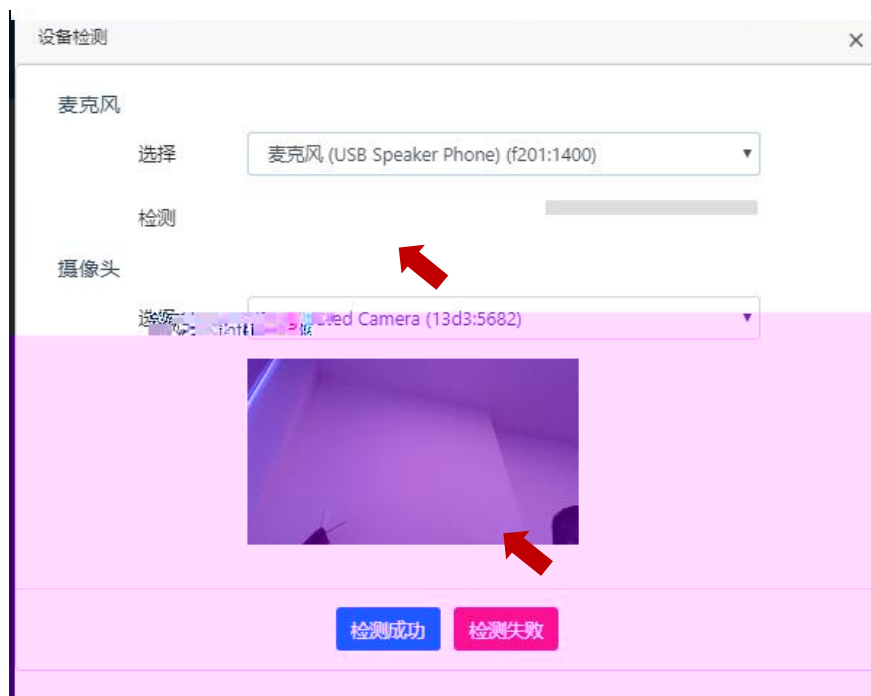 设备检测
麦克风
选择
麦克风 (USB Speaker Phone) (f201:1400)
检测
摄像头
Camera (13d3:5682)
检测成功
检测失败